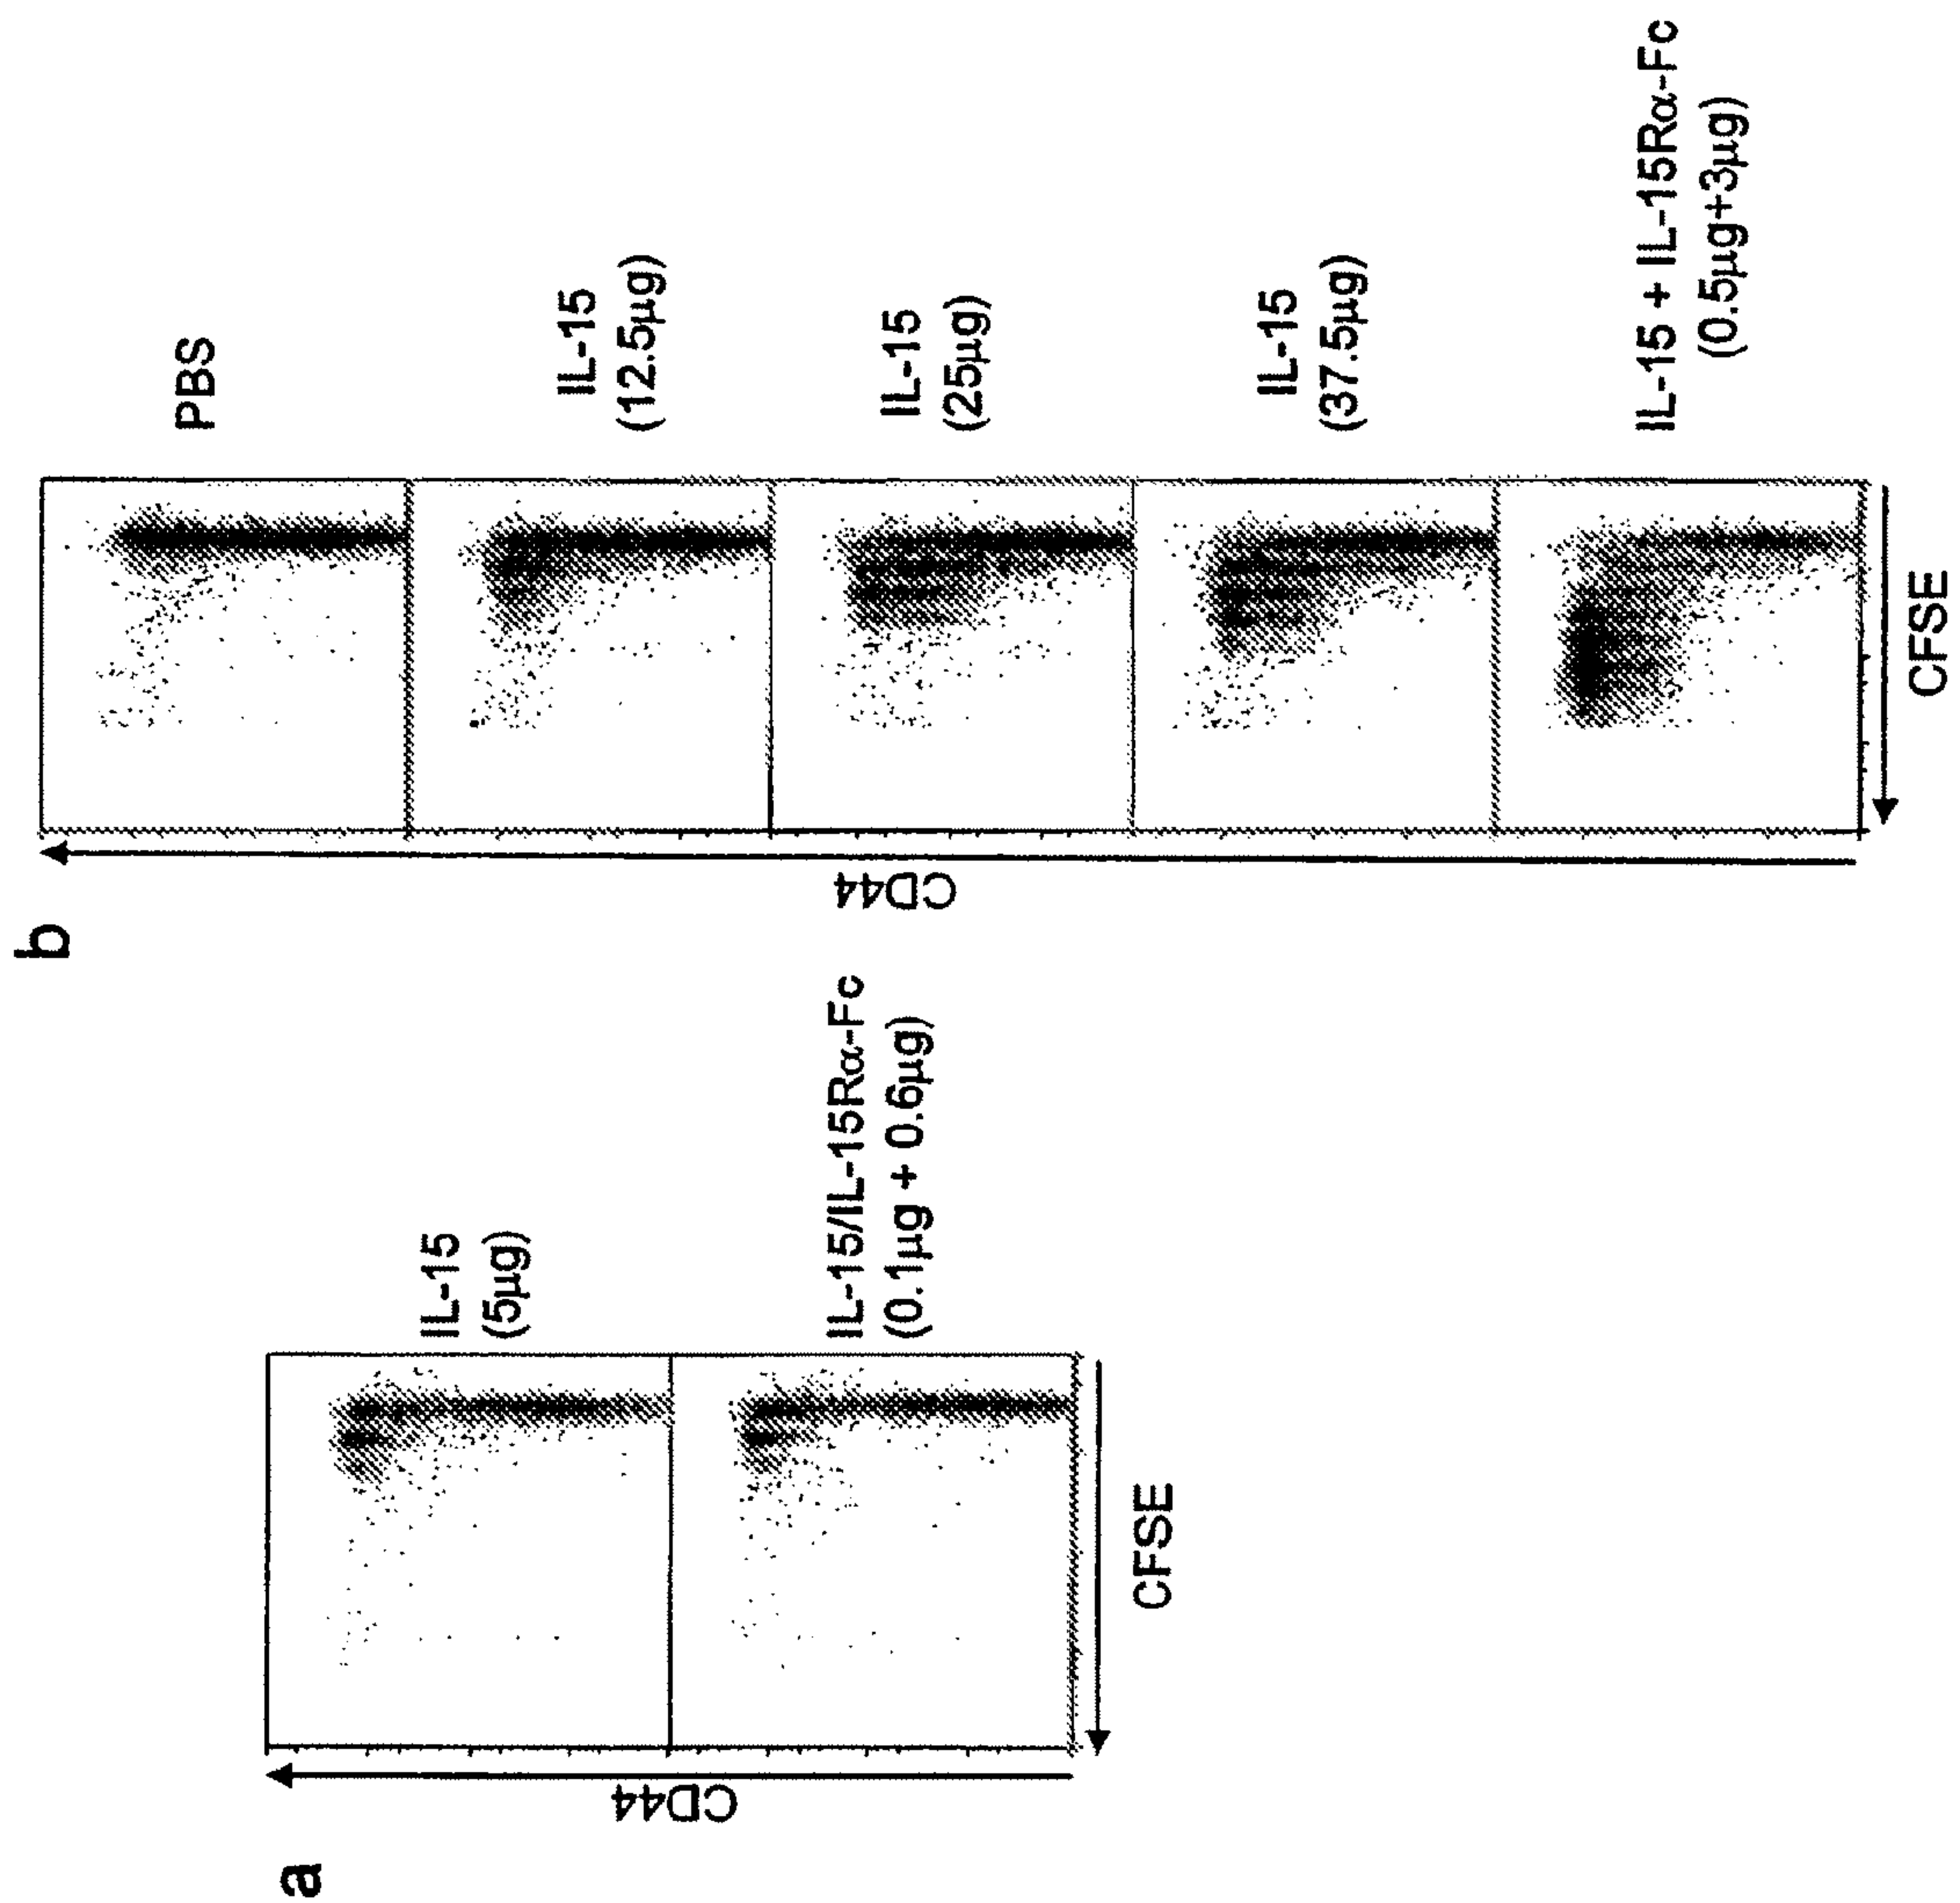 a
CD44
IL-15
(5µg)
IL-15/IL-15Rα-Fc
(0.1µg + 0.6µg)
CFSE
b
CD44
PBS
IL-15
(12.5µg)
IL-15
(25µg)
IL-15
(37.5µg)
IL-15 + IL-15Rα-Fc
(0.5µg+3µg)
CFSE